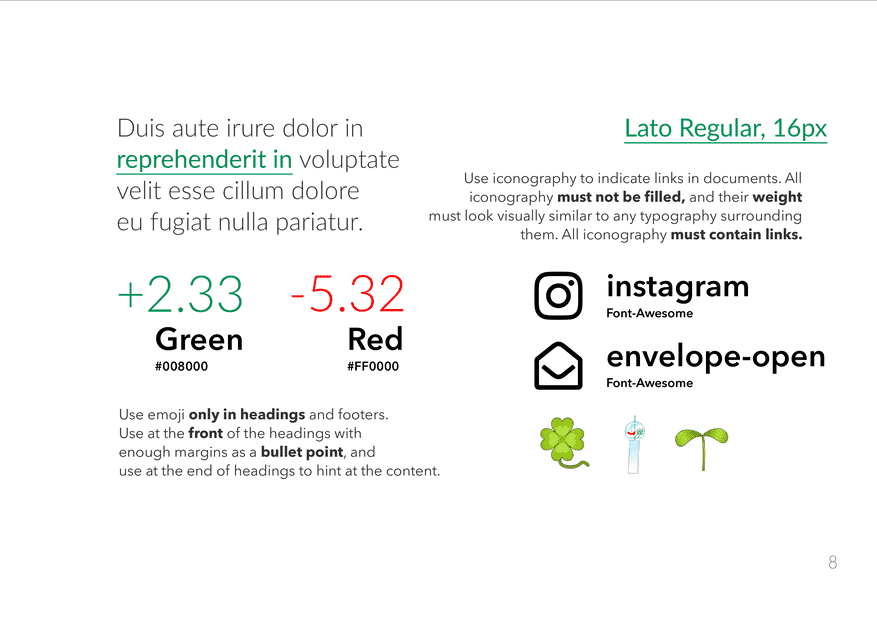 Duis aute irure dolor in
reprehenderit in voluptate
velit esse cillum dolore
eu fugiat nulla pariatur.
Lato Regular, 16px
Use iconography to indicate links in documents. All
iconography must not be filled, and their weight
must look visually similar to any typography surrounding
them. All iconography must contain links.
+2.33
Green
#008000
-5.32
Red
#FF0000
instagram
Font-Awesome
envelope-open
Font-Awesome
Use emoji only in headings and footers.
Use at the front of the headings with
enough margins as a bullet point, and
use at the end of headings to hint at the content.
8